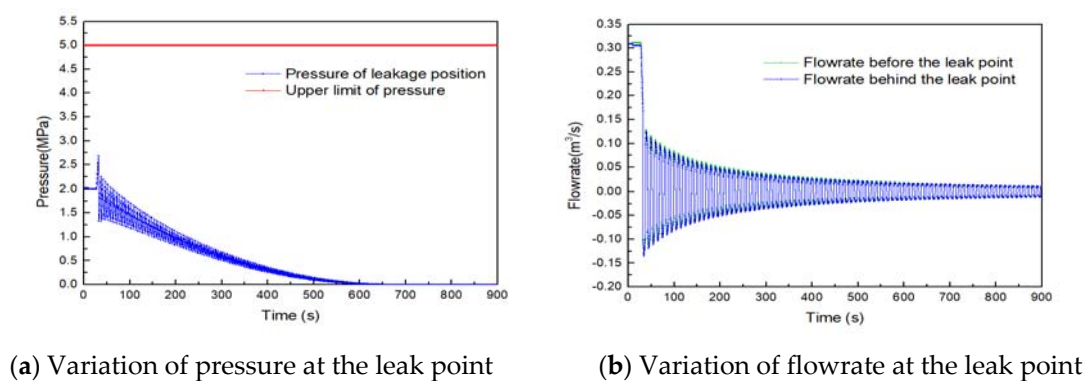 5.5
5.0
4.5
4.0
3.5
3.0
2.5
2.0
1.5
1.0
0.5
0.0
Pressure(MPa)
Pressure of leakage position
Upper limit of pressure
0 100 200 300 400 500 600 700 800 900
Time (s)
(a) Variation of pressure at the leak point
0.35
0.30
0.25
0.20
0.15
0.10
0.05
0.00
-0.05
-0.10
-0.15
-0.20
Flowrate(m³/s)
Flowrate before the leak point
Flowrate behind the leak point
0 100 200 300 400 500 600 700 800 900
Time (s)
(b) Variation of flowrate at the leak point